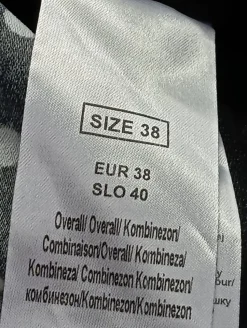 SIZE 38
EUR 38
SLO 40
Overall/ Overall/ Kombinezon/
Combinaison/Overall/ Kombineza/
Kombineza/ Combinezon Kombinezon/
комбинезон/Kombinezon/Kombinezon